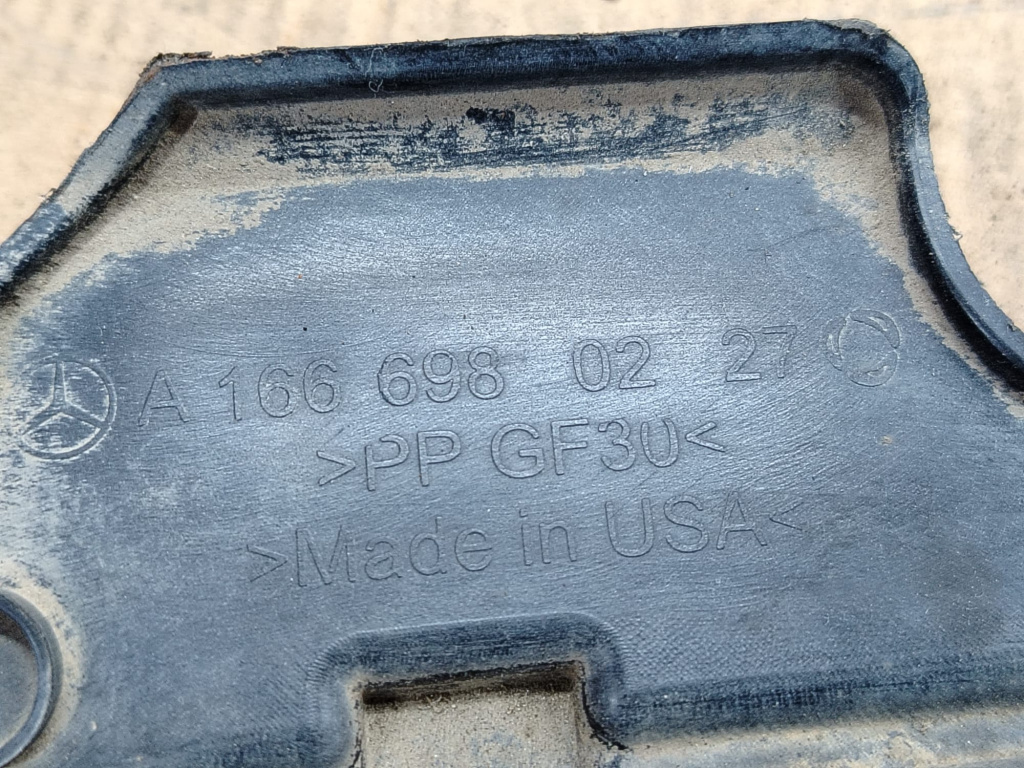 A 166 698 02 27
>PP GF30<
>Made in USA<